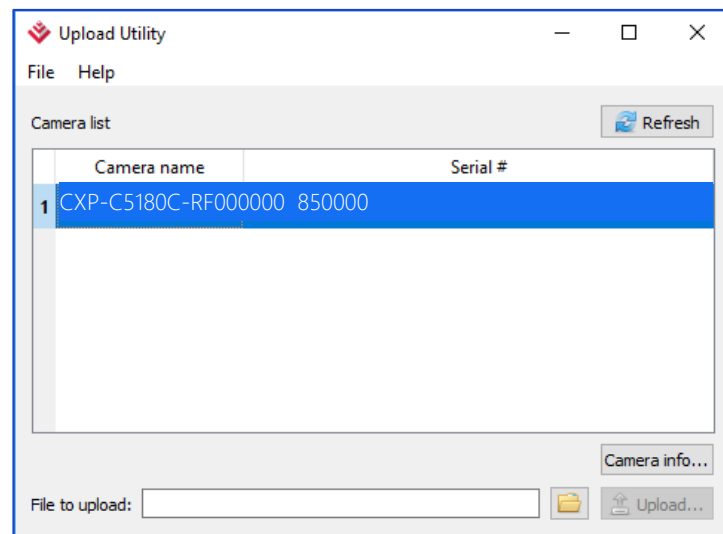 Upload Utility
File Help
Camera list
Refresh
Camera name Serial #
1 CXP-C5180C-RF000000 850000
Camera info...
File to upload:
Upload...